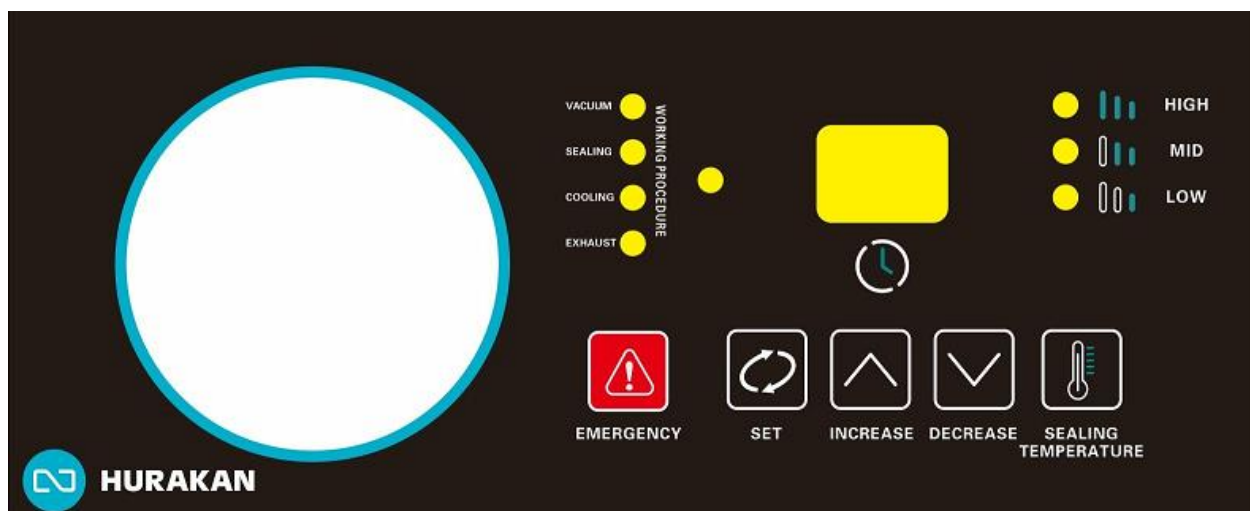 VACUUM
SEALING
COOLING
EXHAUST
WORKING PROCEDURE
HIGH
MID
LOW
EMERGENCY
SET
INCREASE
DECREASE
SEALING
TEMPERATURE
HURAKAN